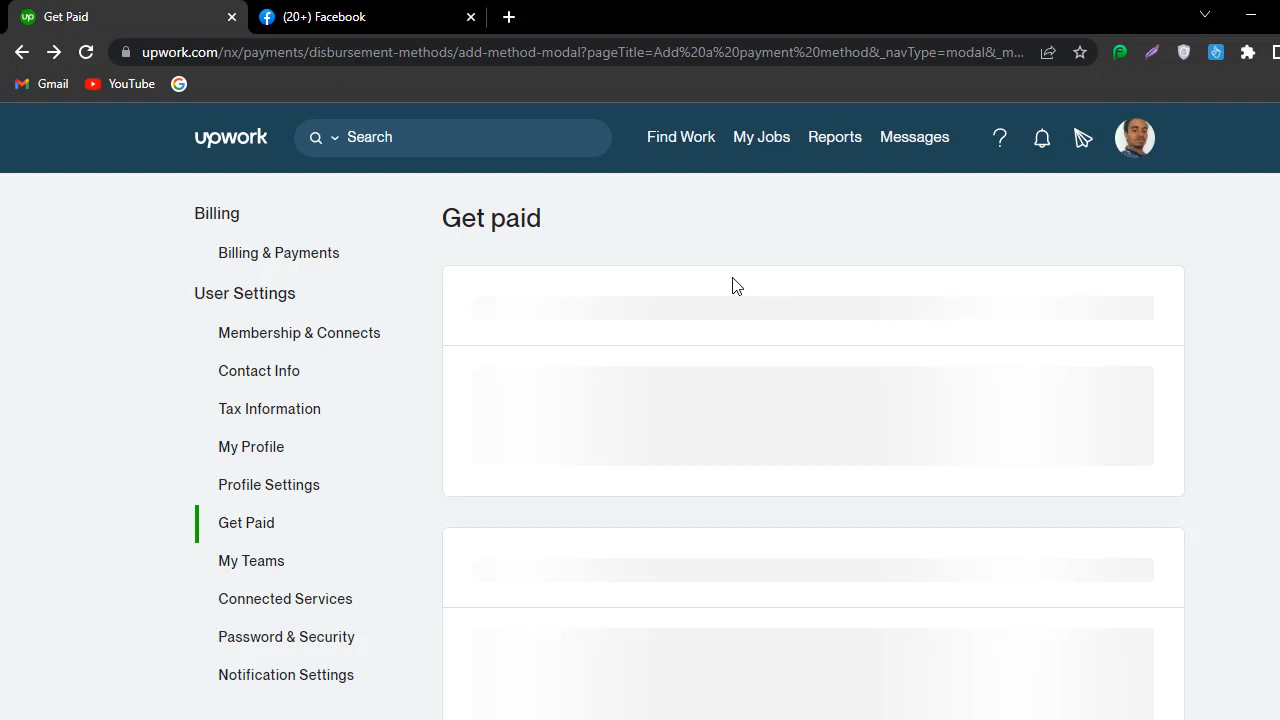 Get Paid
(20+) Facebook
upwork.com/nx/payments/disbursement-methods/add-method-modal?pageTitle=Add%20a%20payment%20method&_navType=modal&_m...
Gmail
YouTube
upwork
Search
Find Work
My Jobs
Reports
Messages
Billing
Billing & Payments
User Settings
Membership & Connects
Contact Info
Tax Information
My Profile
Profile Settings
Get Paid
My Teams
Connected Services
Password & Security
Notification Settings
Get paid